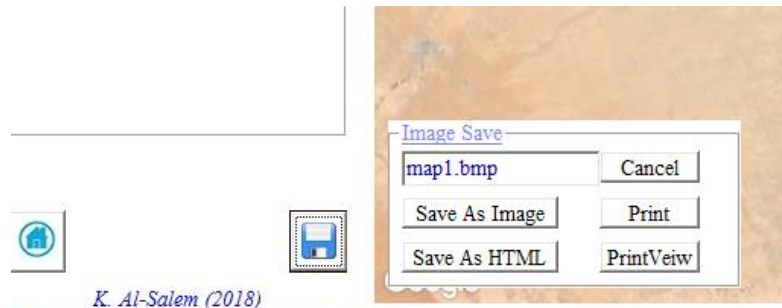 Image Save
map1.bmp
Cancel
Save As Image
Print
Save As HTML
PrintVeiw
K. Al-Salem (2018)